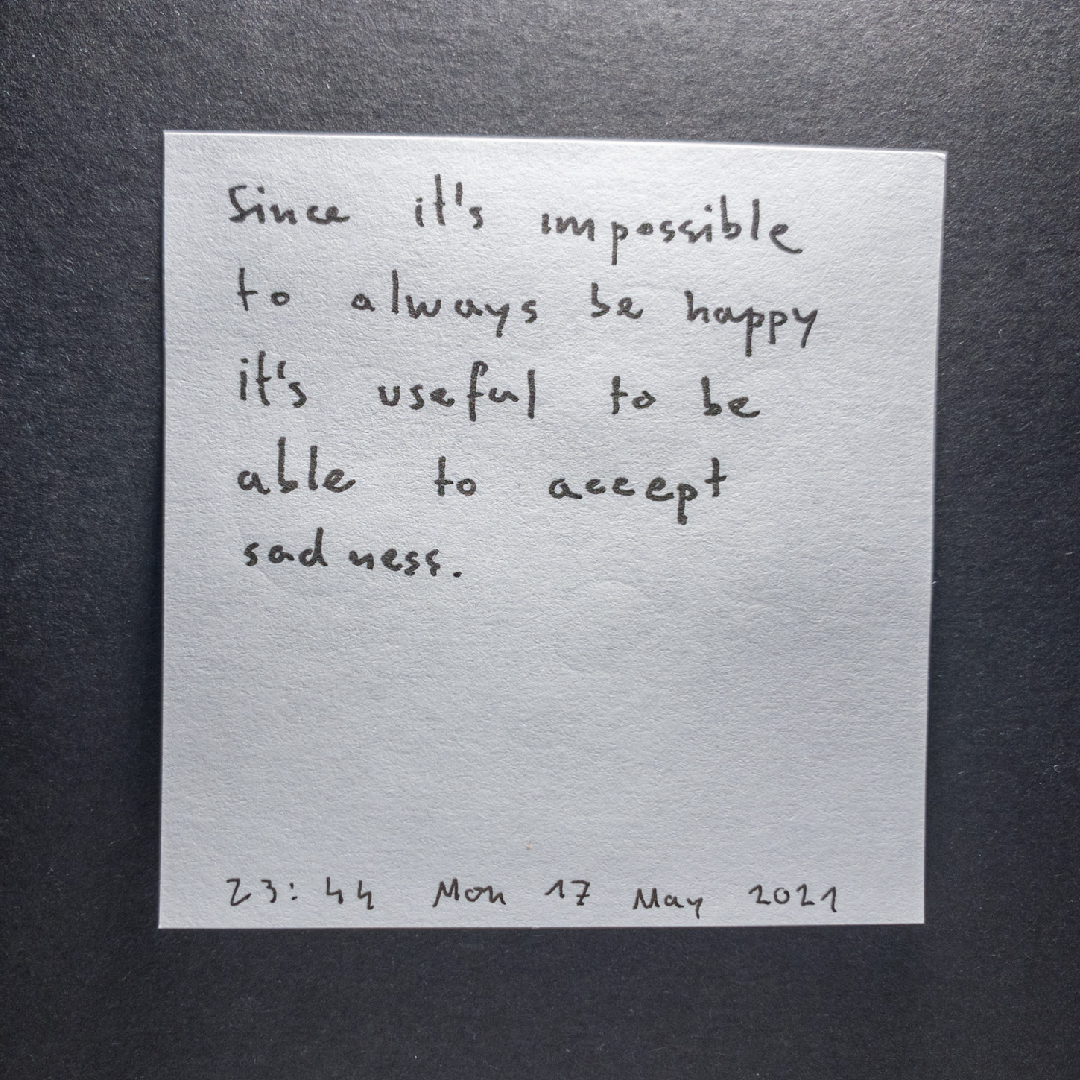 Since it's impossible
to always be happy
it's useful to be
able to accept
sadness.
23:44 Mon 17 May 2021